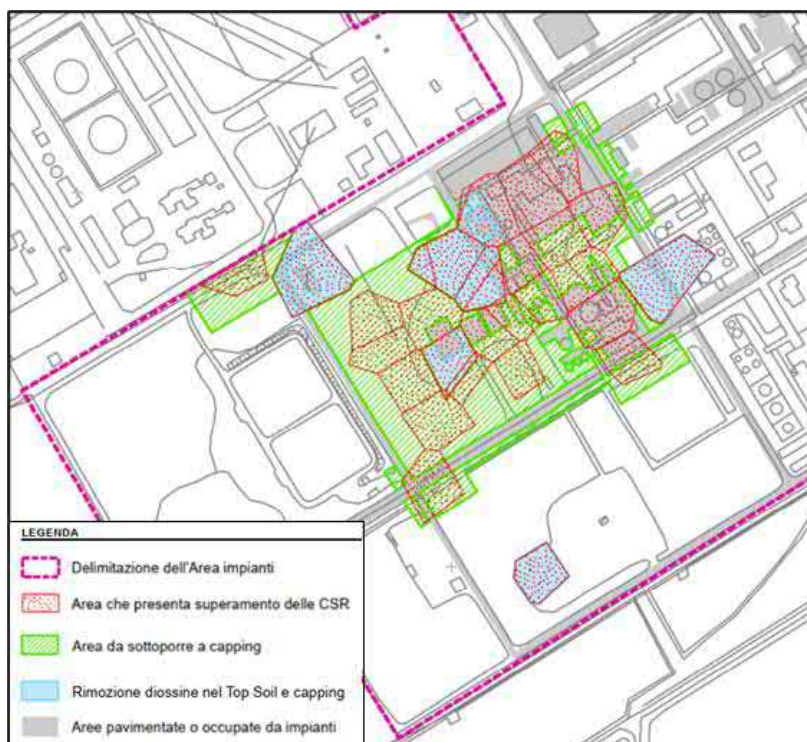 LEGENDA
Delimitazione dell'Area impianti
Area che presenta superamento delle CSR
Area da sottoporre a capping
Rimozione diossine nel Top Soil e capping
Aree pavimentate o occupate da impianti